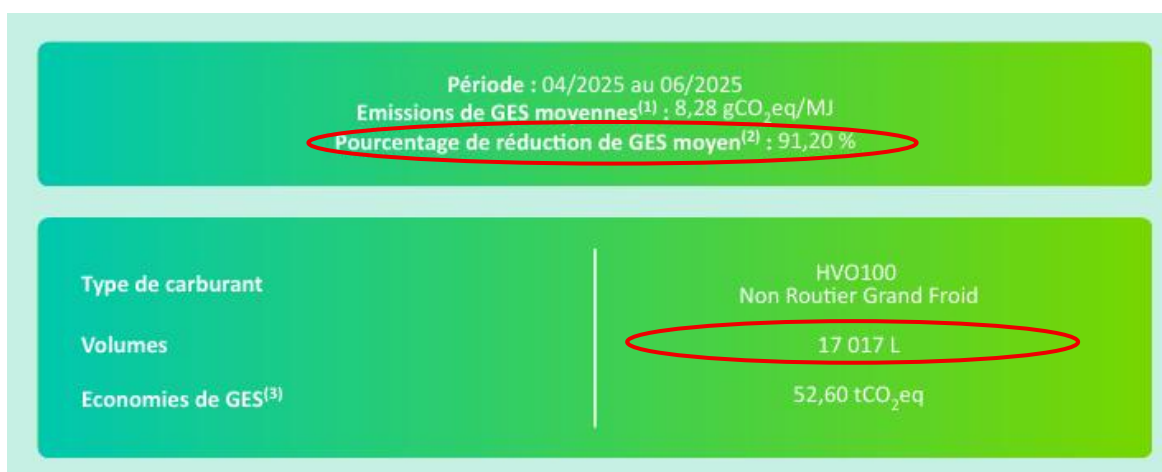 Période : 04/2025 au 06/2025
Emissions de GES moyennes(1) : 8,28 gCO2eq/MJ
Pourcentage de réduction de GES moyen(2) : 91,20 %
Type de carburant
HVO100
Non Routier Grand Froid
Volumes
17 017 L
Economies de GES(3)
52,60 tCO2eq